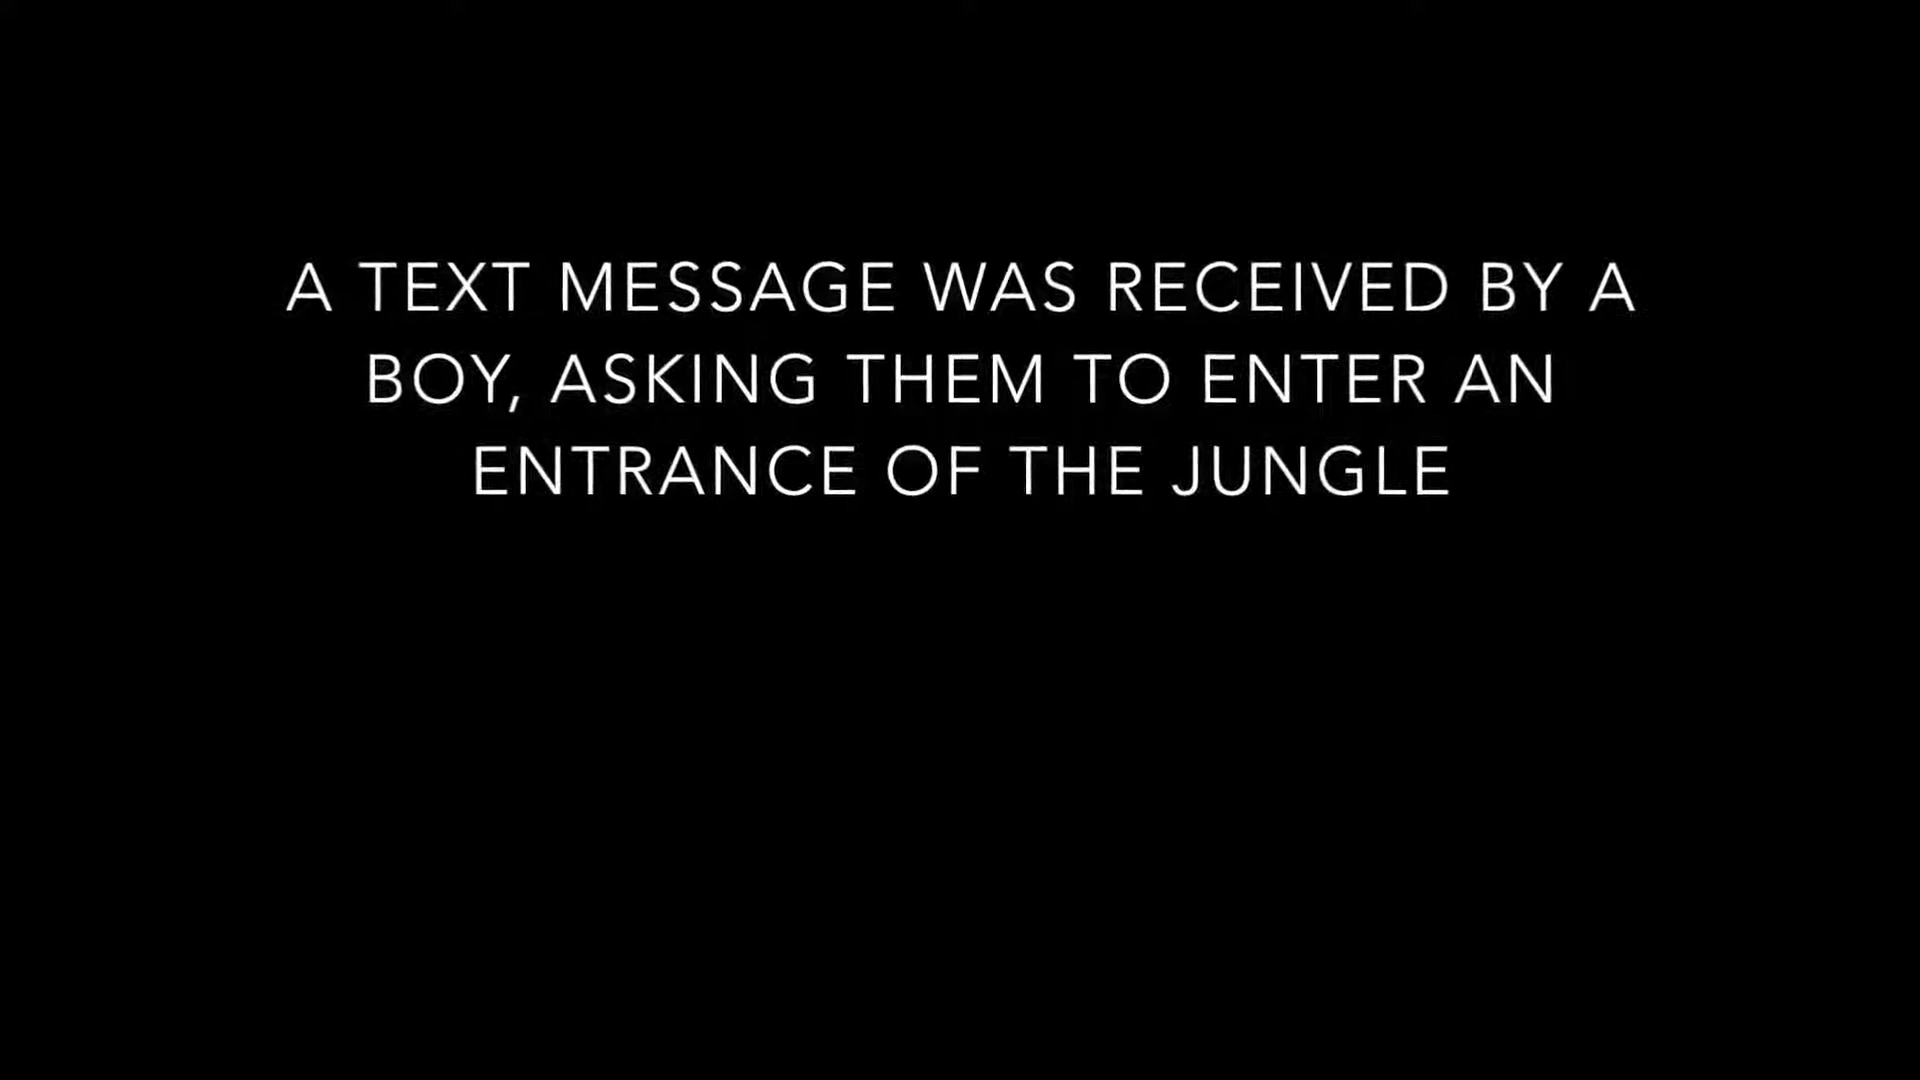 A TEXT MESSAGE WAS RECEIVED BY A
BOY, ASKING THEM TO ENTER AN
ENTRANCE OF THE JUNGLE